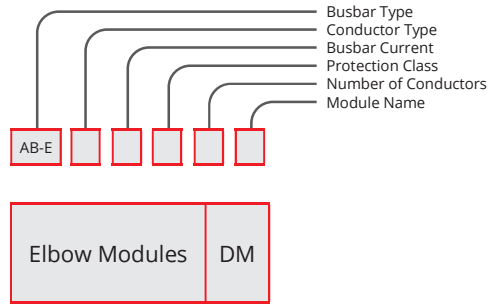 Busbar Type
Conductor Type
Busbar Current
Protection Class
Number of Conductors
Module Name
AB-E
Elbow Modules DM